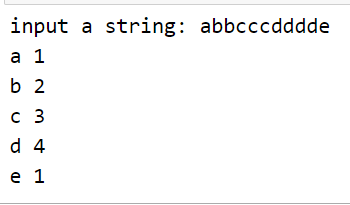 input a string: abbcccdddde
a 1
b 2
c 3
d 4
e 1